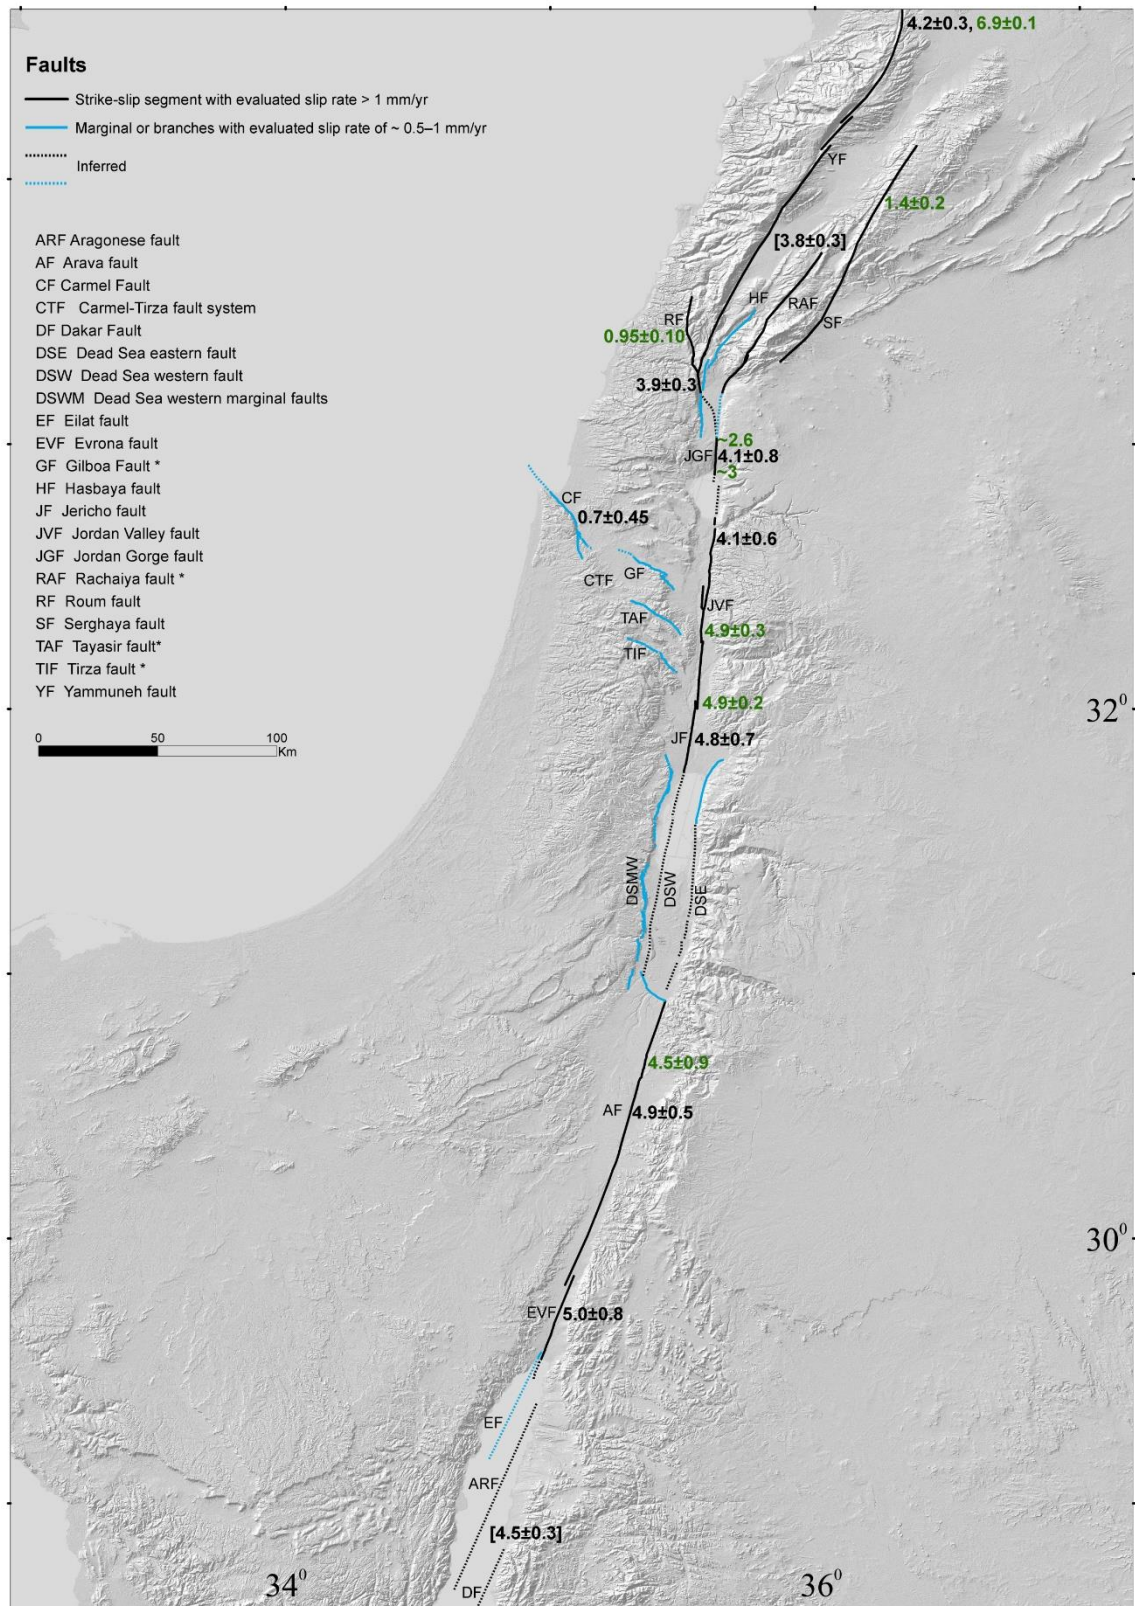 4.2±0.3, 6.9±0.1
Faults
Strike-slip segment with evaluated slip rate > 1 mm/yr
Marginal or branches with evaluated slip rate of ~ 0.5–1 mm/yr
Inferred
ARF Aragonese fault
AF Arava fault
CF Carmel Fault
CTF Carmel-Tirza fault system
DF Dakar Fault
DSE Dead Sea eastern fault
DSW Dead Sea western fault
DSWM Dead Sea western marginal faults
EF Eilat fault
EVF Evrona fault
GF Gilboa Fault *
HF Hasbaya fault
JF Jericho fault
JVF Jordan Valley fault
JGF Jordan Gorge fault
RAF Rachaiya fault *
RF Roum fault
SF Serghaya fault
TAF Tayasir fault*
TIF Tirza fault *
YF Yammuneh fault
0 50 100
Km
YF
1.4±0.2
[3.8±0.3]
HF
RAF
RF
SF
0.95±0.10
3.9±0.3
~2.6
JGF 4.1±0.8
~3
CF
0.7±0.45
4.1±0.6
CTF
GF
JVF
TAF
4.9±0.3
TIF
4.9±0.2
32⁰
JF 4.8±0.7
DSMW
DSW
DSE
4.5±0.9
AF 4.9±0.5
30⁰
EVF 5.0±0.8
EF
ARF
[4.5±0.3]
34⁰
DF
36⁰